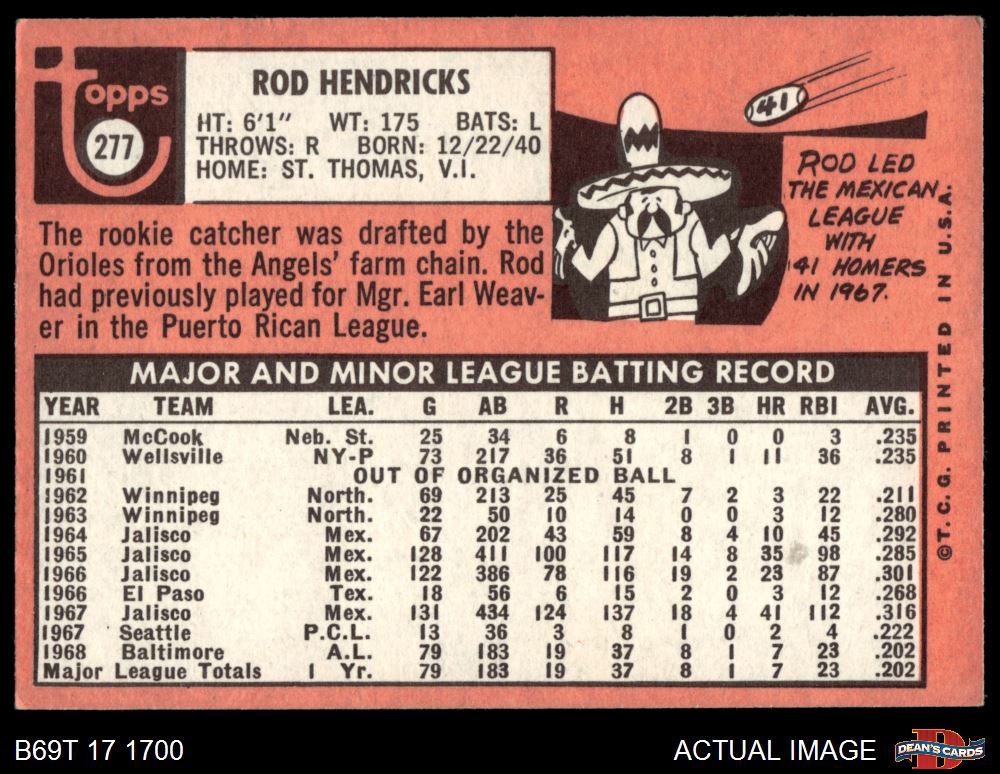 Topps
277
ROD HENDRICKS
HT: 6'1" WT: 175 BATS: L
THROWS: R BORN: 12/22/40
HOME: ST. THOMAS, V.I.
The rookie catcher was drafted by the
Orioles from the Angels' farm chain. Rod
had previously played for Mgr. Earl Weav-
er in the Puerto Rican League.
41
ROD LED
THE MEXICAN
LEAGUE
WITH
41 HOMERS
IN 1967.
MAJOR AND MINOR LEAGUE BATTING RECORD
YEAR TEAM LEA. G AB R H 2B 3B HR RBI AVG.
1959 McCook Neb. St. 25 34 6 8 1 0 0 3 .235
1960 Wellsville NY-P 73 217 36 51 8 1 11 36 .235
1961 OUT OF ORGANIZED BALL
1962 Winnipeg North. 69 213 25 45 7 2 3 22 .211
1963 Winnipeg North. 22 50 10 14 0 0 3 12 .280
1964 Jalisco Mex. 67 202 43 59 8 4 10 45 .292
1965 Jalisco Mex. 128 411 100 117 14 8 35 98 .285
1966 Jalisco Mex. 122 386 78 116 19 2 23 87 .301
1966 El Paso Tex. 18 56 6 15 2 0 3 12 .268
1967 Jalisco Mex. 131 434 124 137 18 4 41 112 .316
1967 Seattle P.C.L. 13 36 3 8 1 0 2 4 .222
1968 Baltimore A.L. 79 183 19 37 8 1 7 23 .202
Major League Totals 1 Yr. 79 183 19 37 8 1 7 23 .202
©T.C.G. PRINTED IN U.S.A.
B69T 17 1700
ACTUAL IMAGE
DEAN'S CARDS